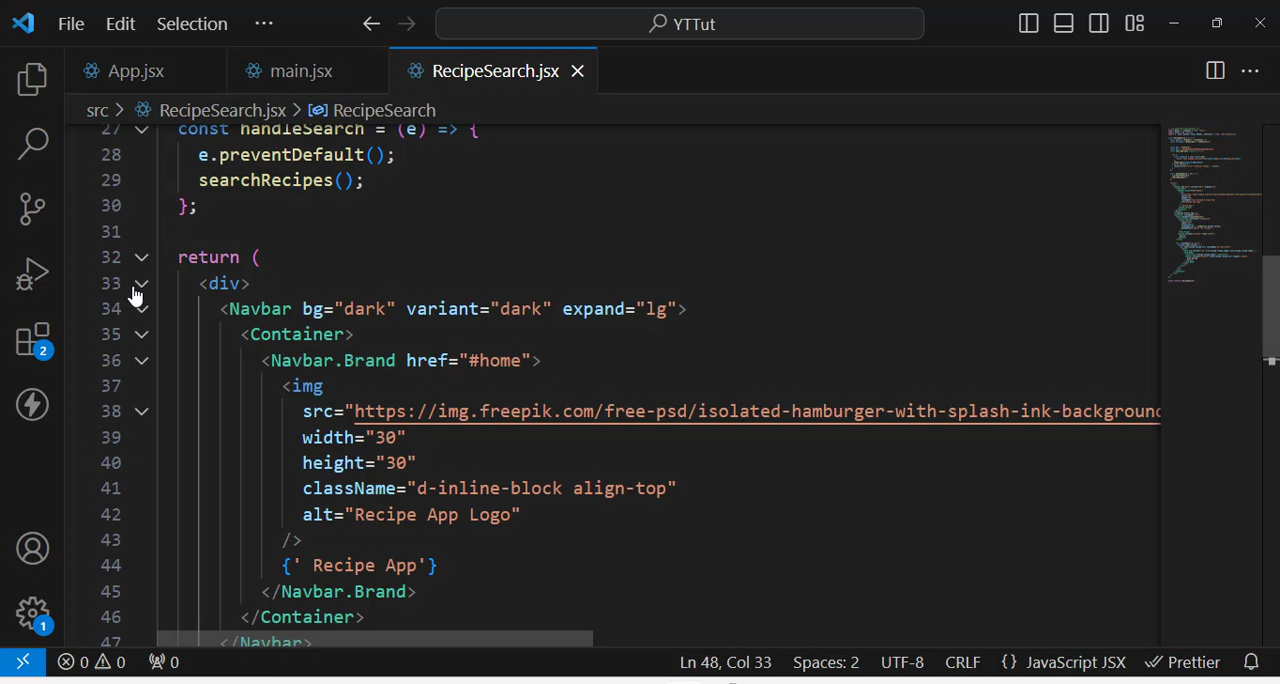 File Edit Selection ··· YTTut
App.jsx main.jsx RecipeSearch.jsx
src > RecipeSearch.jsx > RecipeSearch
27 const handleSearch = (e) => {
28 e.preventDefault();
29 searchRecipes();
30 };
31
32 return (
33 <div>
34 <Navbar bg="dark" variant="dark" expand="lg">
35 <Container>
36 <Navbar.Brand href="#home">
37 <img
38 src="https://img.freepik.com/free-psd/isolated-hamburger-with-splash-ink-background
39 width="30"
40 height="30"
41 className="d-inline-block align-top"
42 alt="Recipe App Logo"
43 />
44 {' Recipe App'}
45 </Navbar.Brand>
46 </Container>
47 </Navbar>
2
1
0 0 0 Ln 48, Col 33 Spaces: 2 UTF-8 CRLF {} JavaScript JSX Prettier